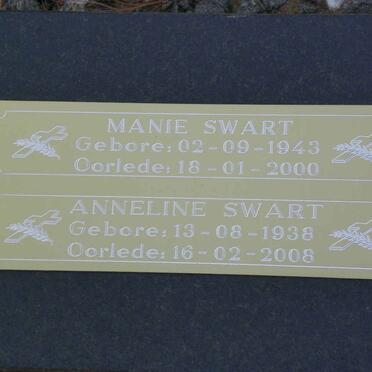 MANIE SWART
Gebore: 02-09-1943
Oorlede: 18-01-2000
ANNELINE SWART
Gebore: 13-08-1938
Oorlede: 16-02-2008